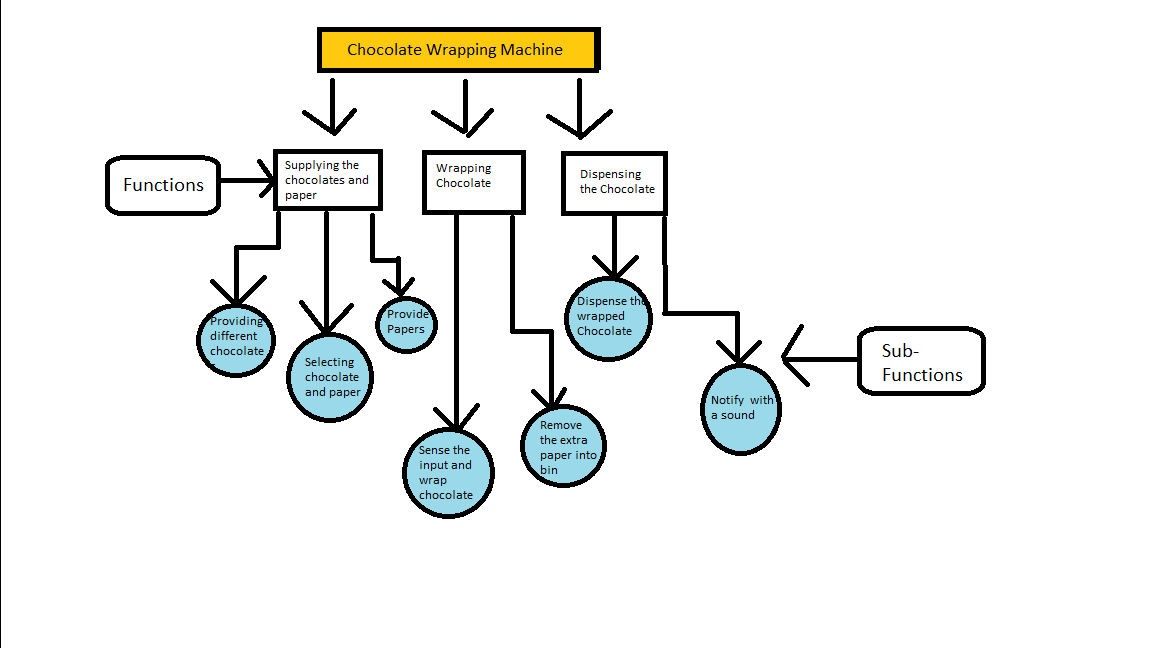 Chocolate Wrapping Machine
Functions
Supplying the
chocolates and
paper
Wrapping
Chocolate
Dispensing
the Chocolate
Providing
different
chocolate
Selecting
chocolate
and paper
Provide
Papers
Sense the
input and
wrap
chocolate
Remove
the extra
paper into
bin
Dispense the
wrapped
Chocolate
Notify with
a sound
Sub-
Functions